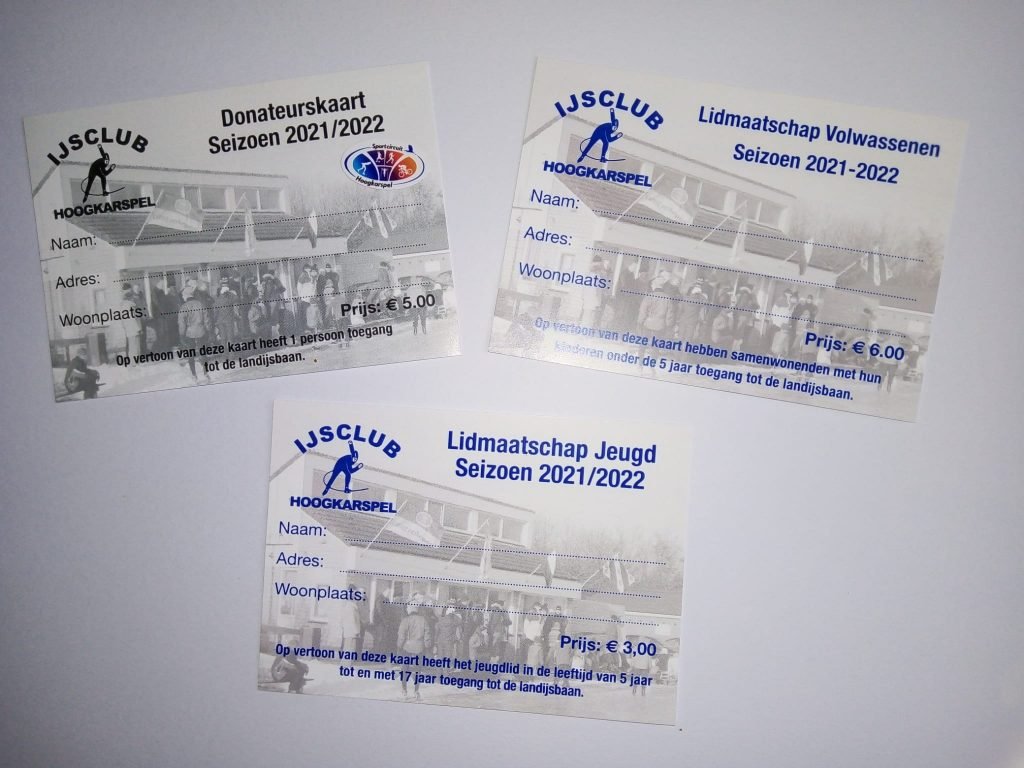 IJSCLUB
HOOGKARSPEL
Donateurskaart
Seizoen 2021/2022
Sportcircuit
Hoogkarspel
Naam:
Adres:
Woonplaats:
Prijs: € 5.00
Op vertoon van deze kaart heeft 1 persoon toegang
tot de landijsbaan.
IJSCLUB
HOOGKARSPEL
Lidmaatschap Volwassenen
Seizoen 2021-2022
Naam:
Adres:
Woonplaats:
Prijs: € 6.00
Op vertoon van deze kaart hebben samenwonenden met hun
kinderen onder de 5 jaar toegang tot de landijsbaan.
IJSCLUB
HOOGKARSPEL
Lidmaatschap Jeugd
Seizoen 2021/2022
Naam:
Adres:
Woonplaats:
Prijs: € 3,00
Op vertoon van deze kaart heeft het jeugdlid in de leeftijd van 5 jaar
tot en met 17 jaar toegang tot de landijsbaan.